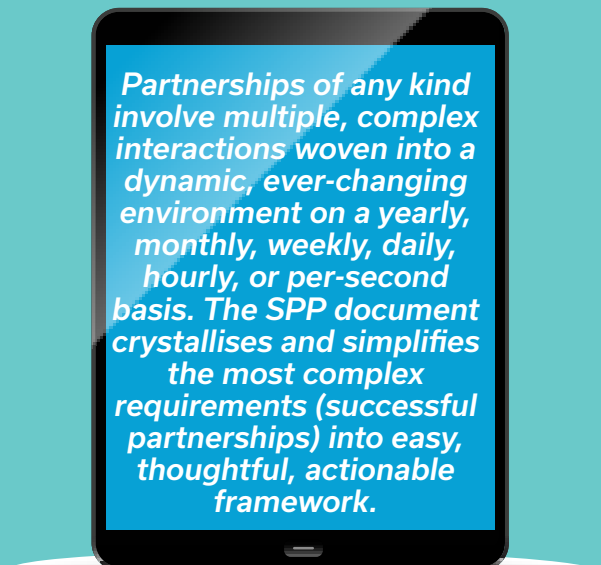 Partnerships of any kind
involve multiple, complex
interactions woven into a
dynamic, ever-changing
environment on a yearly,
monthly, weekly, daily,
hourly, or per-second
basis. The SPP document
crystallises and simplifies
the most complex
requirements (successful
partnerships) into easy,
thoughtful, actionable
framework.